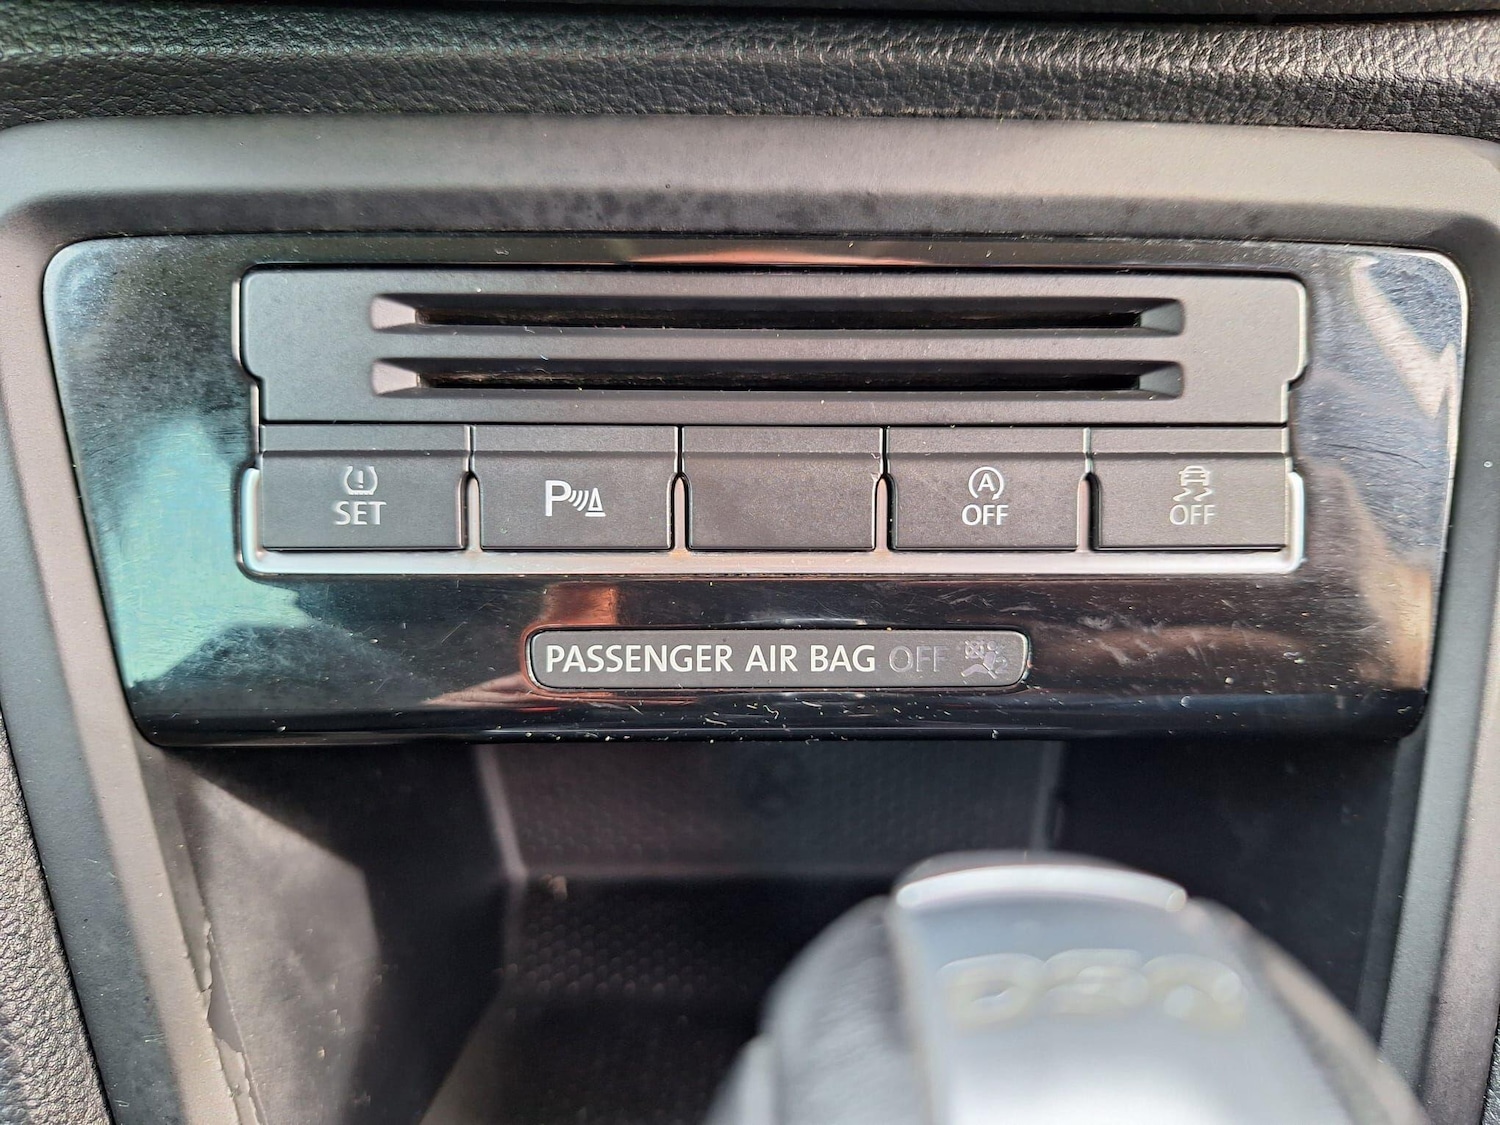 SET
P
A
OFF
OFF
PASSENGER AIR BAG OFF
DSG